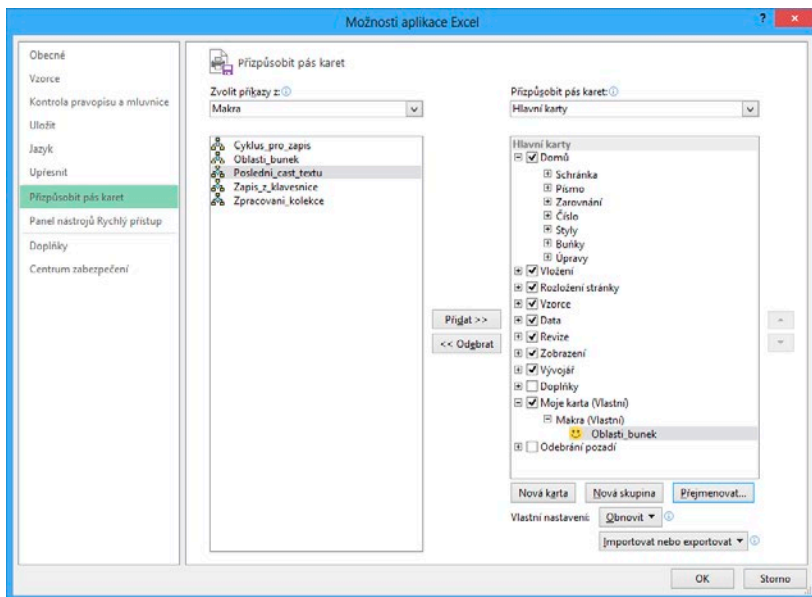 Možnosti aplikace Excel
?
×
Obecné
Vzorce
Kontrola pravopisu a mluvnice
Uložit
Jazyk
Upřesnit
Přizpůsobit pás karet
Panel nástrojů Rychlý přístup
Doplňky
Centrum zabezpečení
Přizpůsobit pás karet
Zvolit příkazy z:
Makra
Cyklus_pro_zapis
Oblasti_bunek
Posledni_cast_textu
Zapis_z_klavesnice
Zpracovani_kolekce
Přidat >>
<< Odebrat
Přizpůsobit pás karet:
Hlavní karty
Hlavní karty
Domů
Schránka
Písmo
Zarovnání
Číslo
Styly
Buňky
Úpravy
Vložení
Rozložení stránky
Vzorce
Data
Revize
Zobrazení
Vývojář
Doplňky
Moje karta (Vlastní)
Makra (Vlastní)
Oblasti_bunek
Odebrání pozadí
Nová karta
Nová skupina
Přejmenovat...
Vlastní nastavení:
Obnovit
Importovat nebo exportovat
OK
Storno